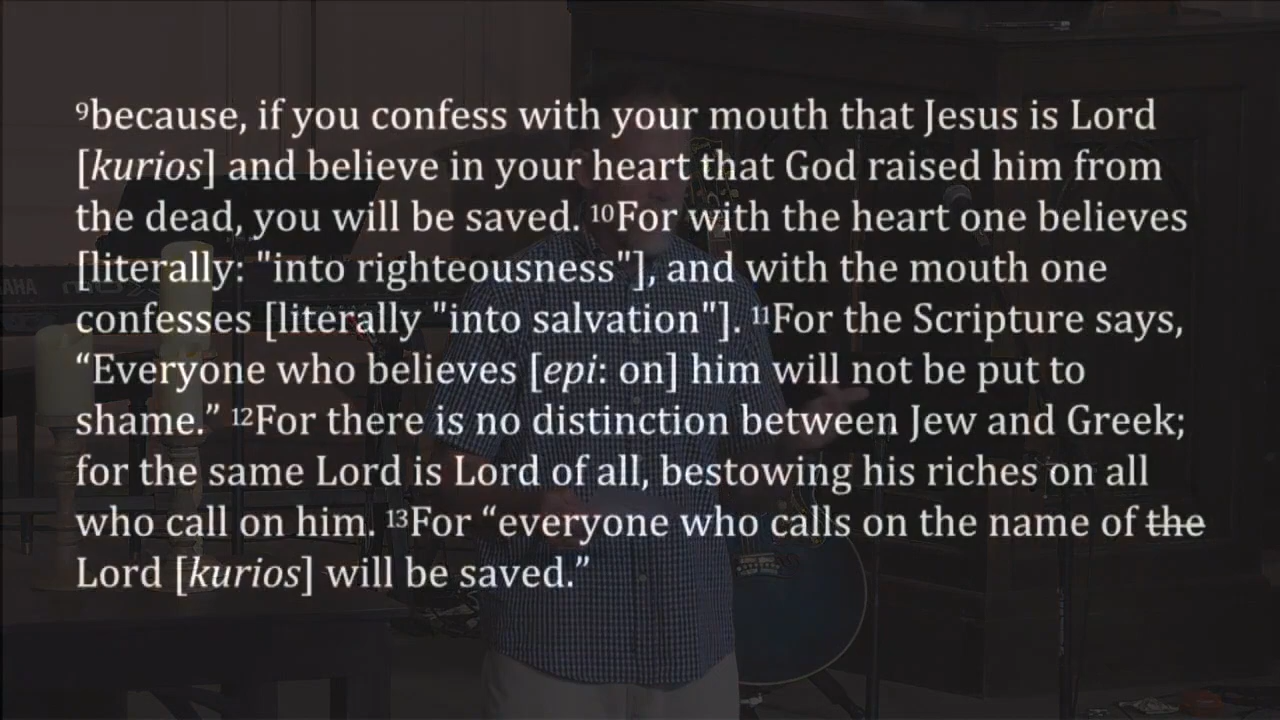 ⁹because, if you confess with your mouth that Jesus is Lord
[kurios] and believe in your heart that God raised him from
the dead, you will be saved. ¹⁰For with the heart one believes
[literally: "into righteousness"], and with the mouth one
confesses [literally "into salvation"]. ¹¹For the Scripture says,
“Everyone who believes [epi: on] him will not be put to
shame.” ¹²For there is no distinction between Jew and Greek;
for the same Lord is Lord of all, bestowing his riches on all
who call on him. ¹³For “everyone who calls on the name of the
Lord [kurios] will be saved.”